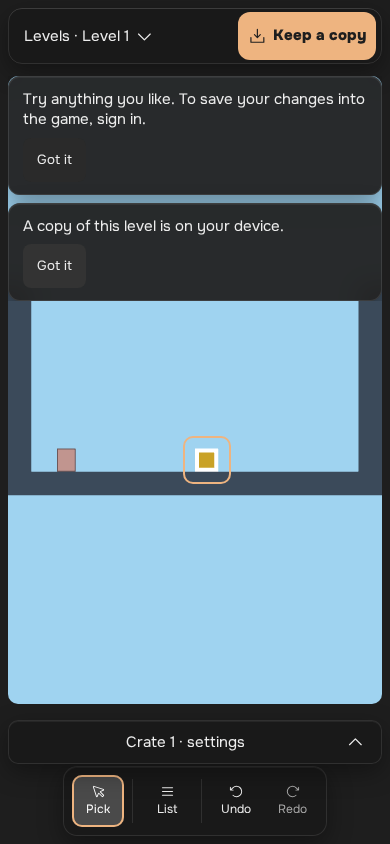 Levels · Level 1
Keep a copy
Try anything you like. To save your changes into
the game, sign in.
Got it
A copy of this level is on your device.
Got it
Crate 1 · settings
Pick
List
Undo
Redo